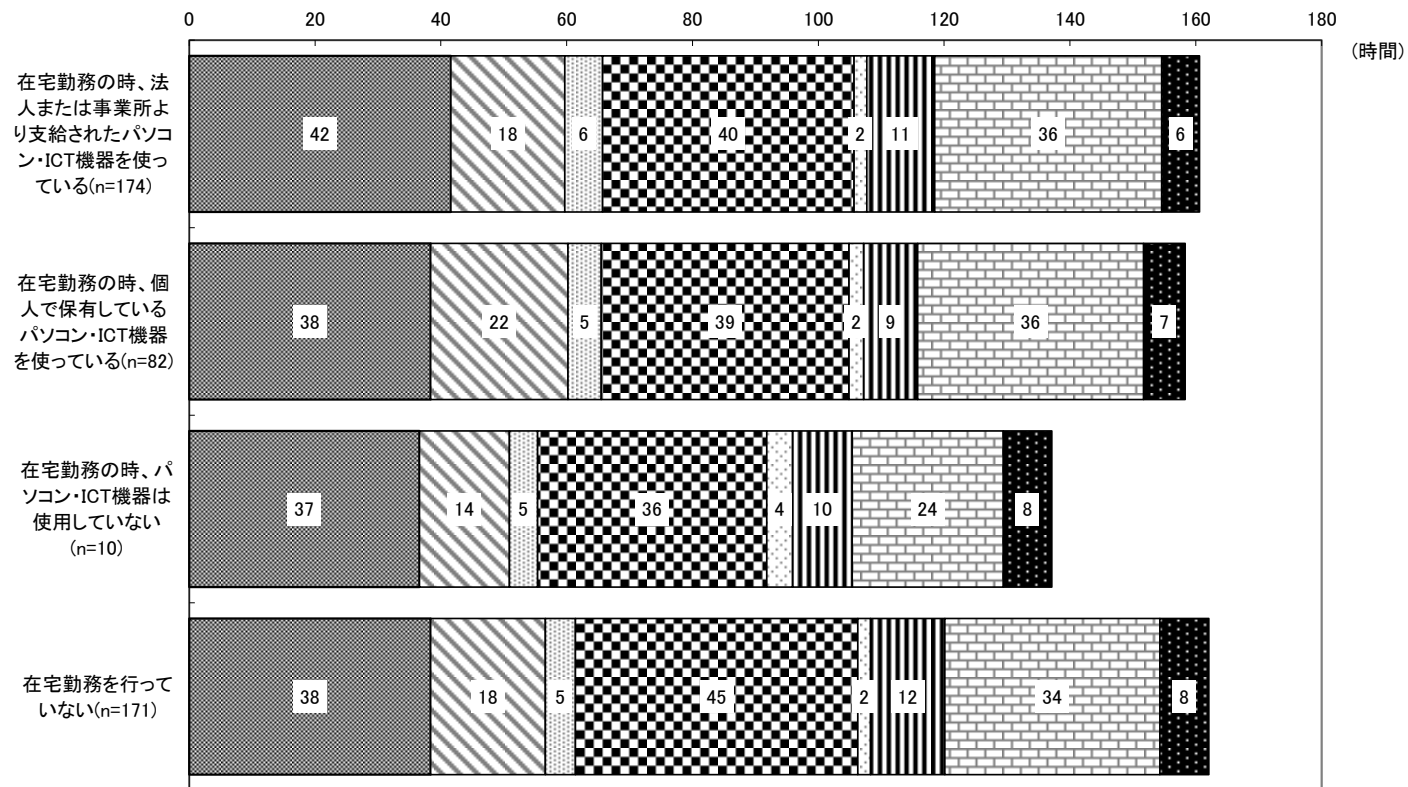 0 20 40 60 80 100 120 140 160 180
(時間)
在宅勤務の時、法
人または事業所よ
り支給されたパソコ
ン・ICT機器を使っ
ている(n=174)
42 18 6 40 2 11 36 6
在宅勤務の時、個
人で保有している
パソコン・ICT機器
を使っている(n=82)
38 22 5 39 2 9 36 7
在宅勤務の時、パ
ソコン・ICT機器は
使用していない
(n=10)
37 14 5 36 4 10 24 8
在宅勤務を行って
いない(n=171)
38 18 5 45 2 12 34 8